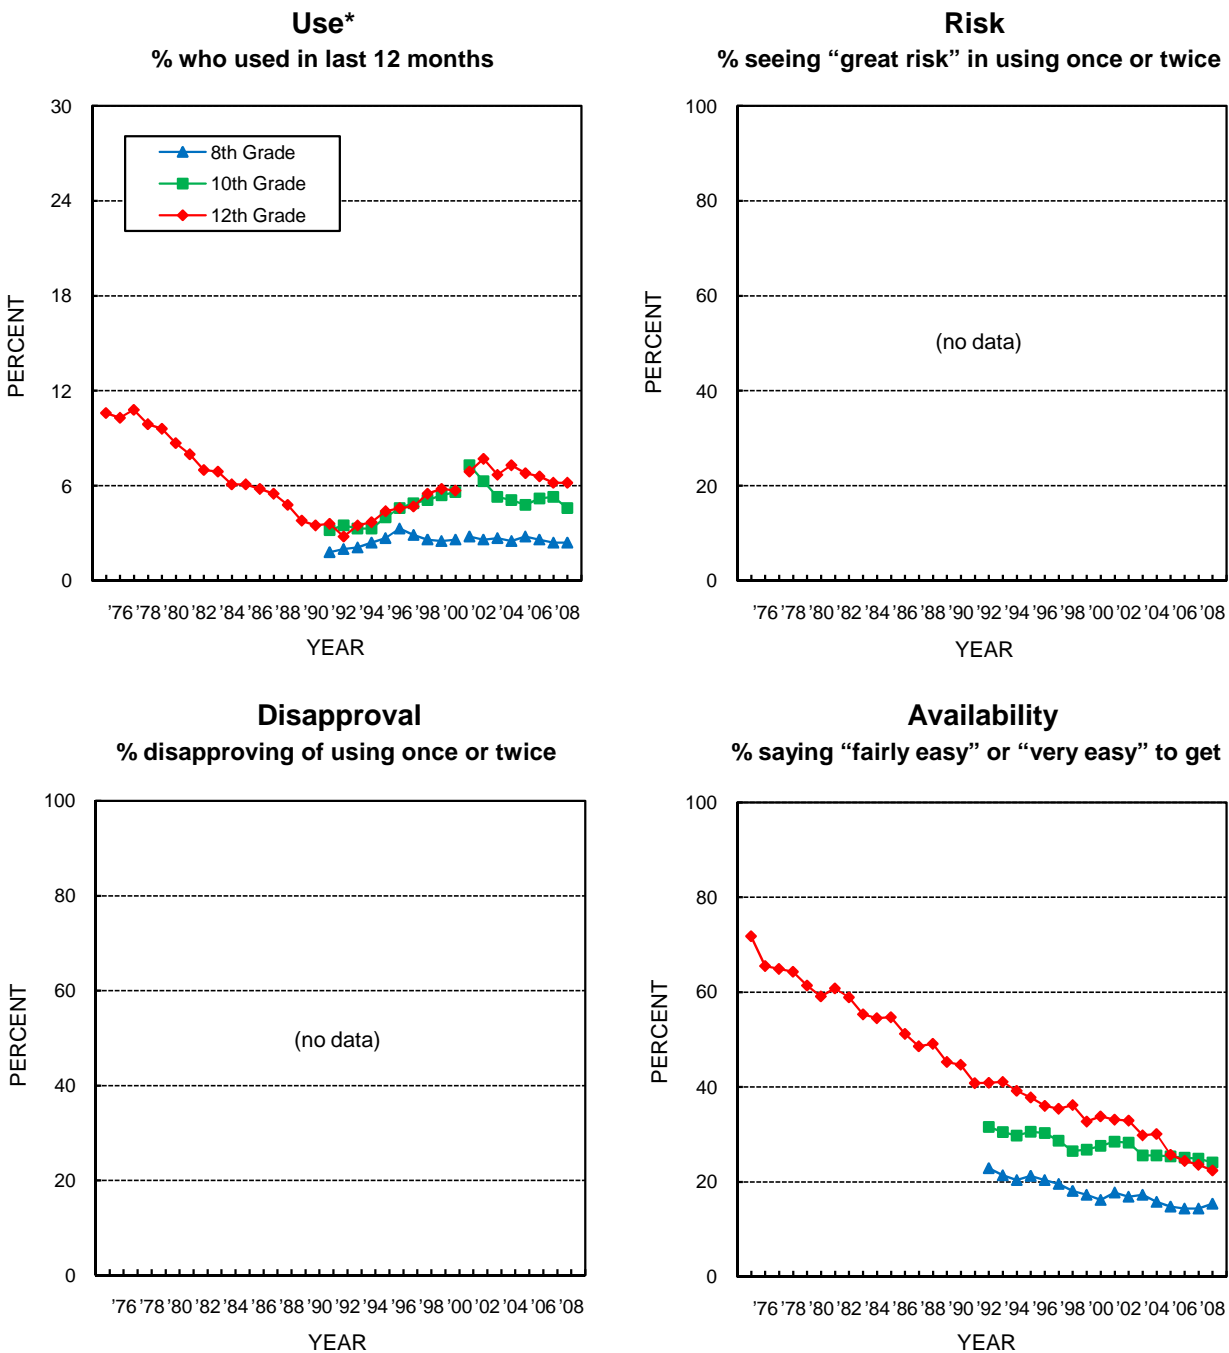 Use*
% who used in last 12 months
30
24
18
12
6
0
PERCENT
8th Grade
10th Grade
12th Grade
’76 ’78 ’80 ’82 ’84 ’86 ’88 ’90 ’92 ’94 ’96 ’98 ’00 ’02 ’04 ’06 ’08
YEAR
Risk
% seeing “great risk” in using once or twice
100
80
60
40
20
0
PERCENT
(no data)
’76 ’78 ’80 ’82 ’84 ’86 ’88 ’90 ’92 ’94 ’96 ’98 ’00 ’02 ’04 ’06 ’08
YEAR
Disapproval
% disapproving of using once or twice
100
80
60
40
20
0
PERCENT
(no data)
’76 ’78 ’80 ’82 ’84 ’86 ’88 ’90 ’92 ’94 ’96 ’98 ’00 ’02 ’04 ’06 ’08
YEAR
Availability
% saying “fairly easy” or “very easy” to get
100
80
60
40
20
0
PERCENT
’76 ’78 ’80 ’82 ’84 ’86 ’88 ’90 ’92 ’94 ’96 ’98 ’00 ’02 ’04 ’06 ’08
YEAR